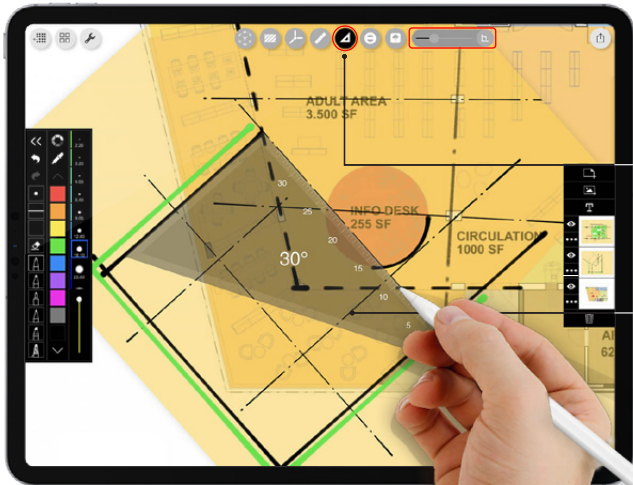 ADULT AREA
3.500 SF
30
25
INFO DESK
.255 SF
20
CIRCULATION
1000 SF
30°
15
10
5
62